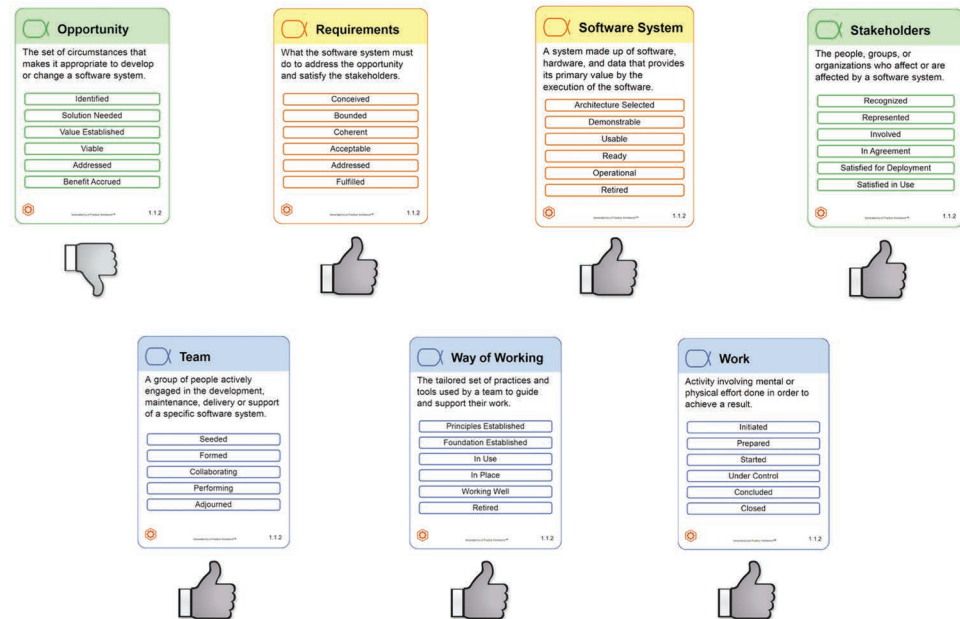 Opportunity
The set of circumstances that
makes it appropriate to develop
or change a software system.
Identified
Solution Needed
Value Established
Viable
Addressed
Benefit Accrued
1.1.2
Requirements
What the software system must
do to address the opportunity
and satisfy the stakeholders.
Conceived
Bounded
Coherent
Acceptable
Addressed
Fulfilled
1.1.2
Software System
A system made up of software,
hardware, and data that provides
its primary value by the
execution of the software.
Architecture Selected
Demonstrable
Usable
Ready
Operational
Retired
1.1.2
Stakeholders
The people, groups, or
organizations who affect or are
affected by a software system.
Recognized
Represented
Involved
In Agreement
Satisfied for Deployment
Satisfied in Use
1.1.2
Team
A group of people actively
engaged in the development,
maintenance, delivery or support
of a specific software system.
Seeded
Formed
Collaborating
Performing
Adjourned
1.1.2
Way of Working
The tailored set of practices and
tools used by a team to guide
and support their work.
Principles Established
Foundation Established
In Use
In Place
Working Well
Retired
1.1.2
Work
Activity involving mental or
physical effort done in order to
achieve a result.
Initiated
Prepared
Started
Under Control
Concluded
Closed
1.1.2